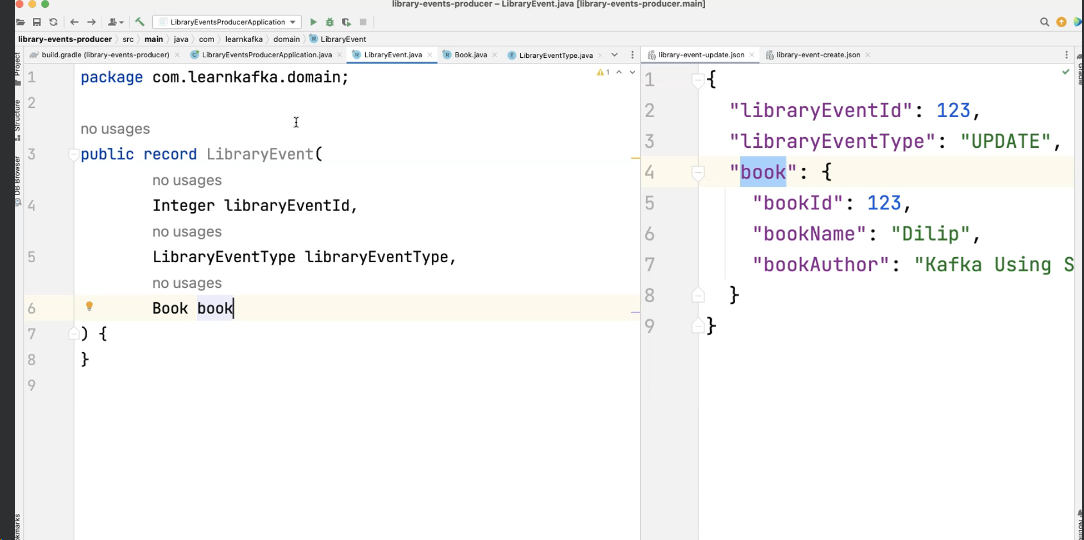 library-events-producer – LibraryEvent.java [library-events-producer.main]
LibraryEventsProducerApplication
library-events-producer › src › main › java › com › learnkafka › domain › LibraryEvent
build.gradle (library-events-producer)
LibraryEventsProducerApplication.java
LibraryEvent.java
Book.java
LibraryEventType.java
library-event-update.json
library-event-create.json
Project
Structure
DB Browser
1 package com.learnkafka.domain;
1
2
no usages
3 public record LibraryEvent(
no usages
4 Integer libraryEventId,
no usages
5 LibraryEventType libraryEventType,
no usages
6 Book book
7 ) {
8 }
9
1 {
2 "libraryEventId": 123,
3 "libraryEventType": "UPDATE",
4 "book": {
5 "bookId": 123,
6 "bookName": "Dilip",
7 "bookAuthor": "Kafka Using S
8 }
9 }